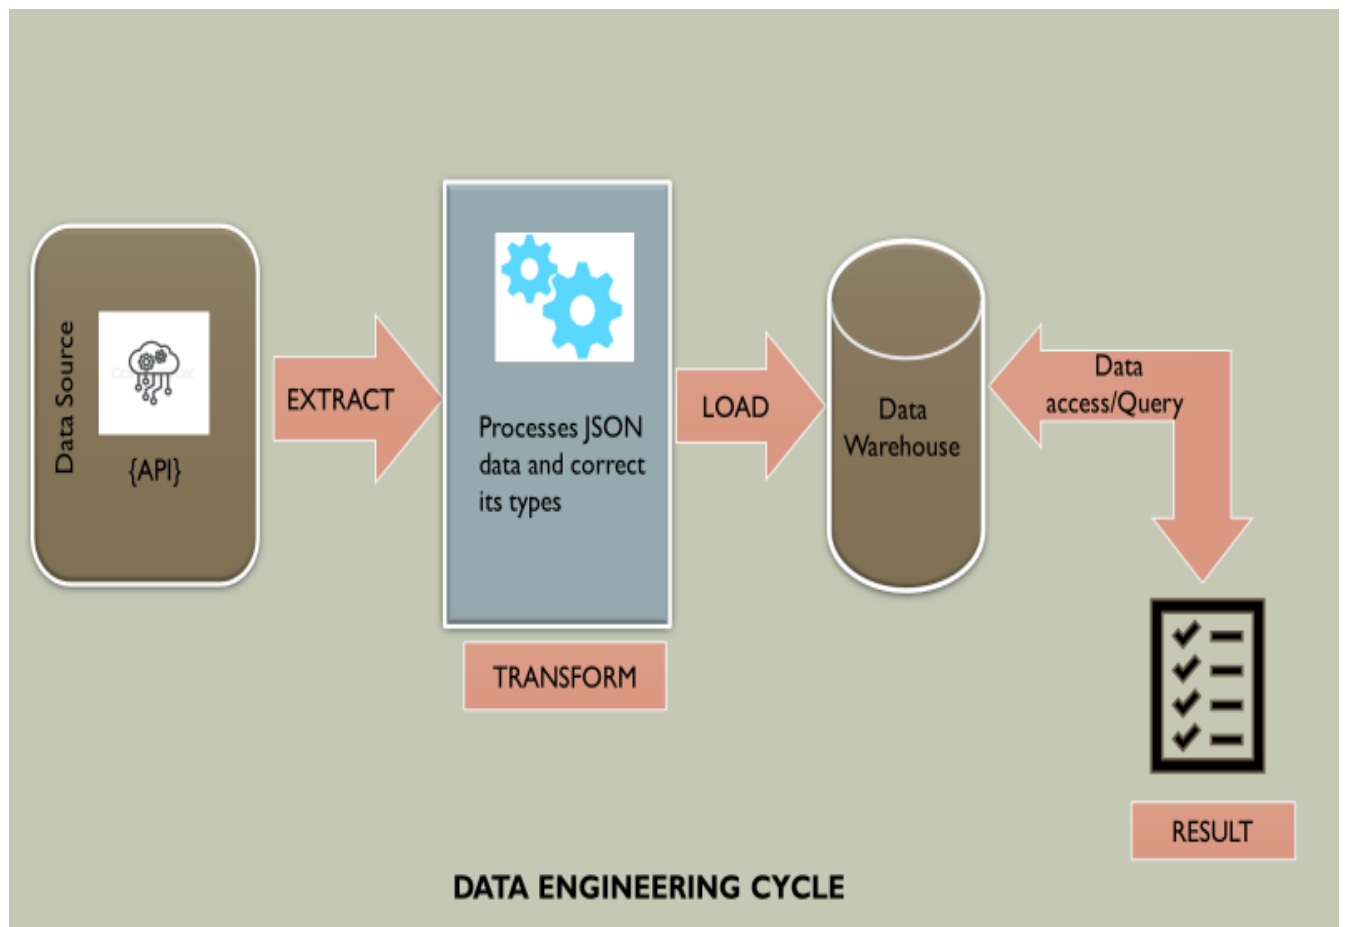 Data Source
{API}
EXTRACT
Processes JSON
data and correct
its types
TRANSFORM
LOAD
Data
Warehouse
Data
access/Query
RESULT
DATA ENGINEERING CYCLE